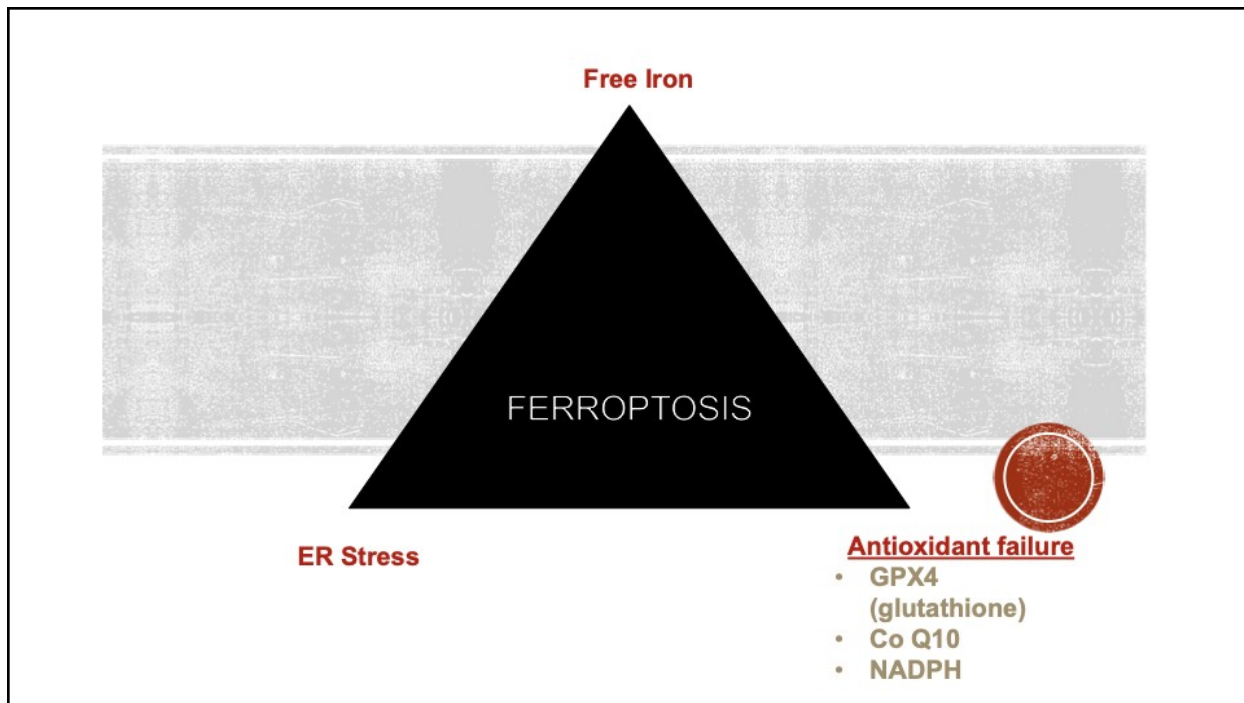 Free Iron
FERROPTOSIS
ER Stress
Antioxidant failure
• GPX4
(glutathione)
• Co Q10
• NADPH